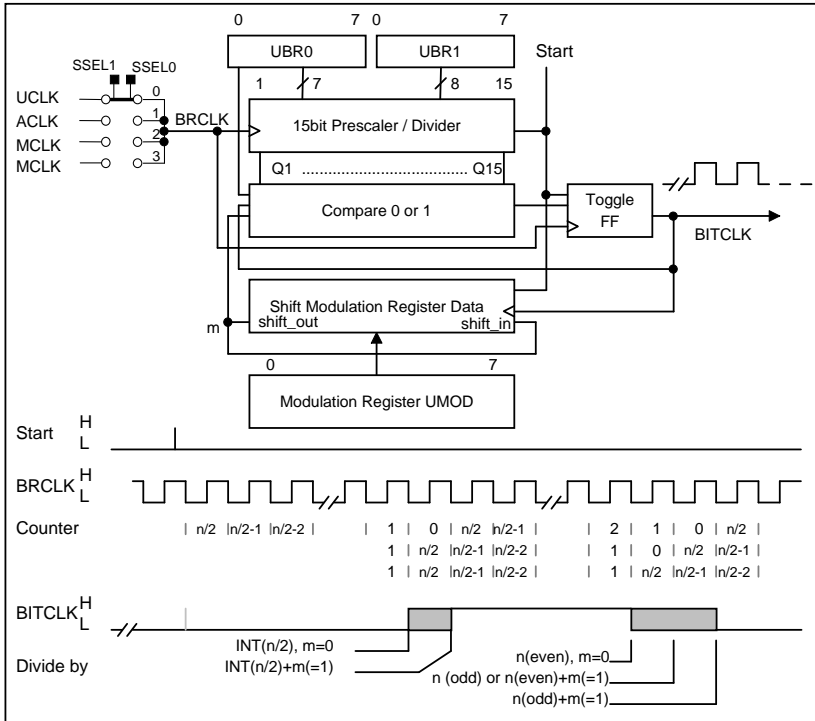 0 7 0 7
UBR0 UBR1 Start
SSEL1 SSEL0
1 7 8 15
UCLK 0
ACLK 1 BRCLK 15bit Prescaler / Divider
MCLK 2
MCLK 3
Q1 ...................................... Q15
Compare 0 or 1 Toggle
FF
BITCLK
Shift Modulation Register Data
m shift_out shift_in
0 7
Modulation Register UMOD
Start H
L
BRCLK H
L
Counter | n/2 |n/2-1 |n/2-2 | | 1 | 0 | n/2 |n/2-1 | | 2 | 1 | 0 | n/2 |
1 | n/2 |n/2-1 |n/2-2 | | 1 | 0 | n/2 |n/2-1 |
1 | n/2 |n/2-1 |n/2-2 | | 1 | n/2 |n/2-1 |n/2-2 |
BITCLK H
L
INT(n/2), m=0
Divide by INT(n/2)+m(=1) n(even), m=0
n (odd) or n(even)+m(=1)
n(odd)+m(=1)